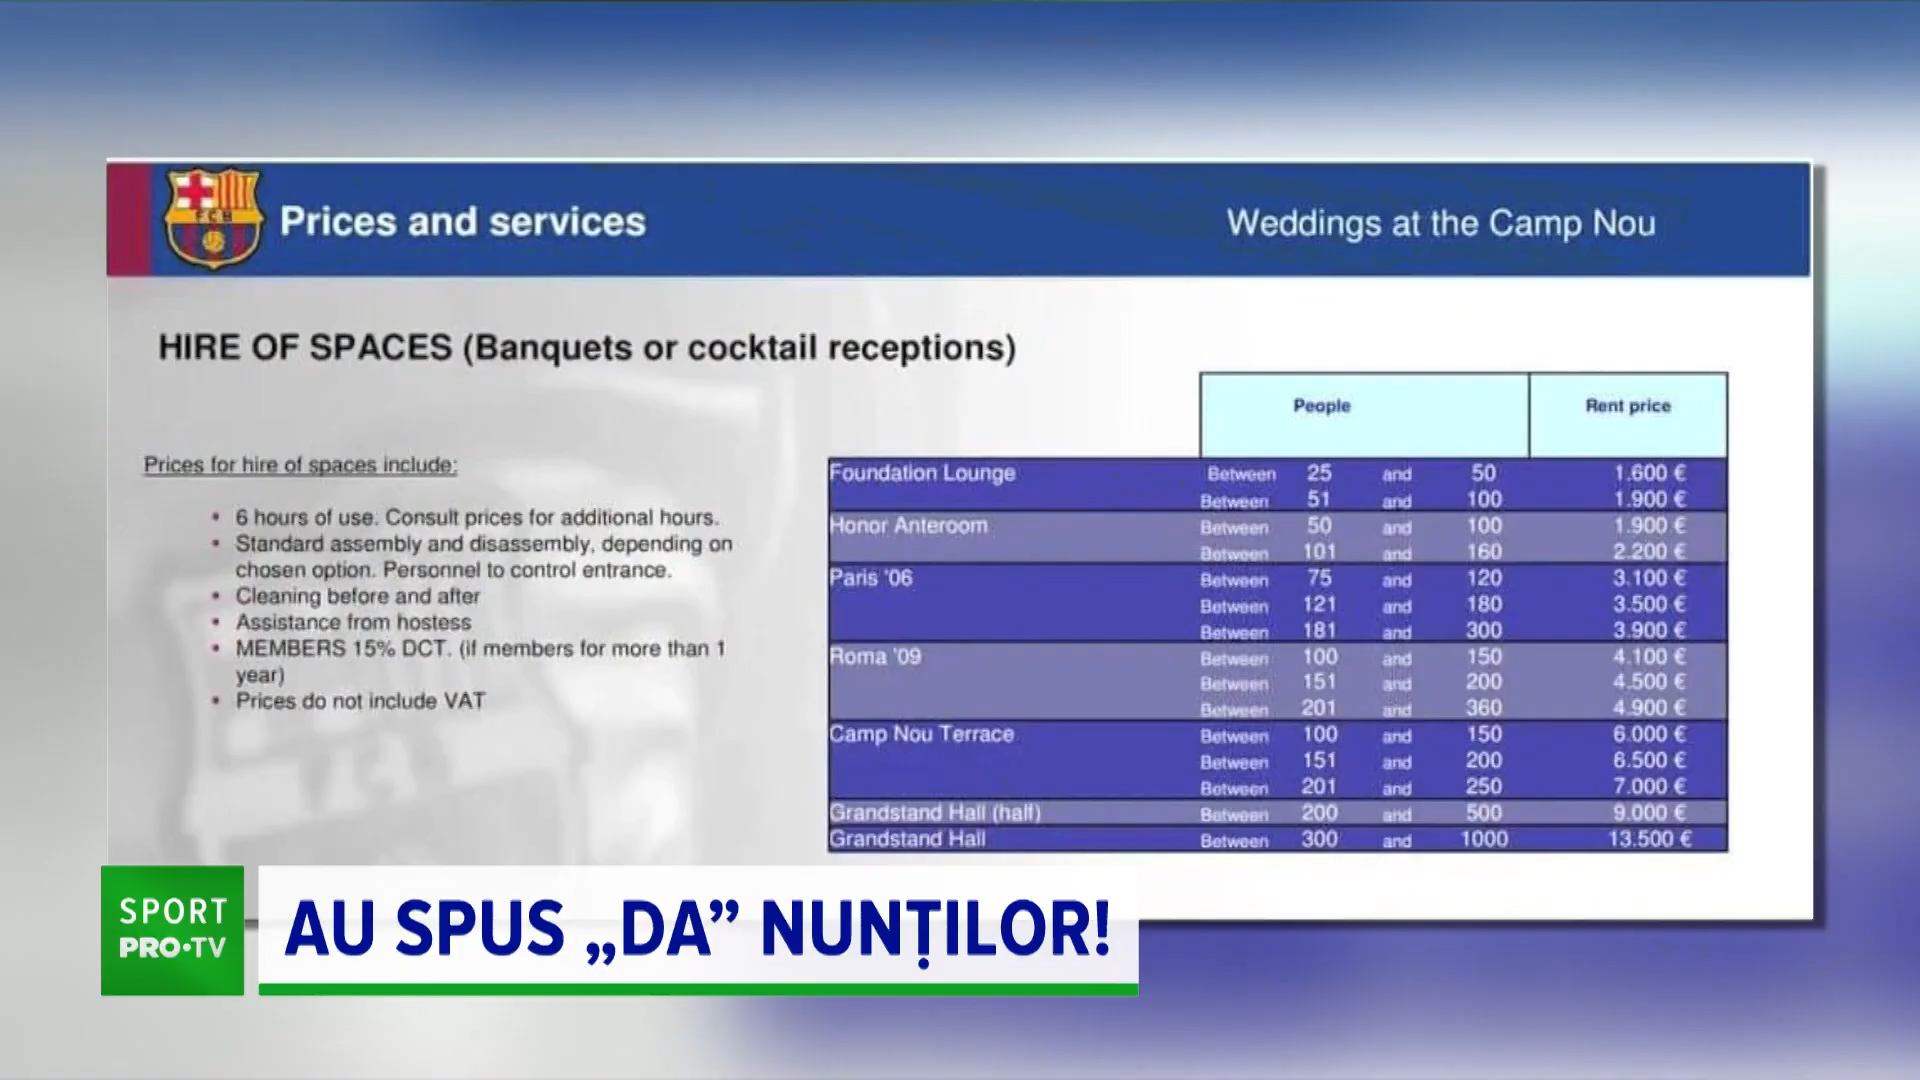 FCB
Prices and services
Weddings at the Camp Nou
HIRE OF SPACES (Banquets or cocktail receptions)
Prices for hire of spaces include:
• 6 hours of use. Consult prices for additional hours.
• Standard assembly and disassembly, depending on
chosen option. Personnel to control entrance.
• Cleaning before and after
• Assistance from hostess
• MEMBERS 15% DCT. (if members for more than 1
year)
• Prices do not include VAT
People Rent price
Foundation Lounge Between 25 and 50 1.600 €
Between 51 and 100 1.900 €
Honor Anteroom Between 50 and 100 1.900 €
Between 101 and 160 2.200 €
Paris '06 Between 75 and 120 3.100 €
Between 121 and 180 3.500 €
Between 181 and 300 3.900 €
Roma '09 Between 100 and 150 4.100 €
Between 151 and 200 4.500 €
Between 201 and 360 4.900 €
Camp Nou Terrace Between 100 and 150 6.000 €
Between 151 and 200 6.500 €
Between 201 and 250 7.000 €
Grandstand Hall (half) Between 200 and 500 9.000 €
Grandstand Hall Between 300 and 1000 13.500 €
SPORT
PRO•TV
AU SPUS „DA” NUNȚILOR!